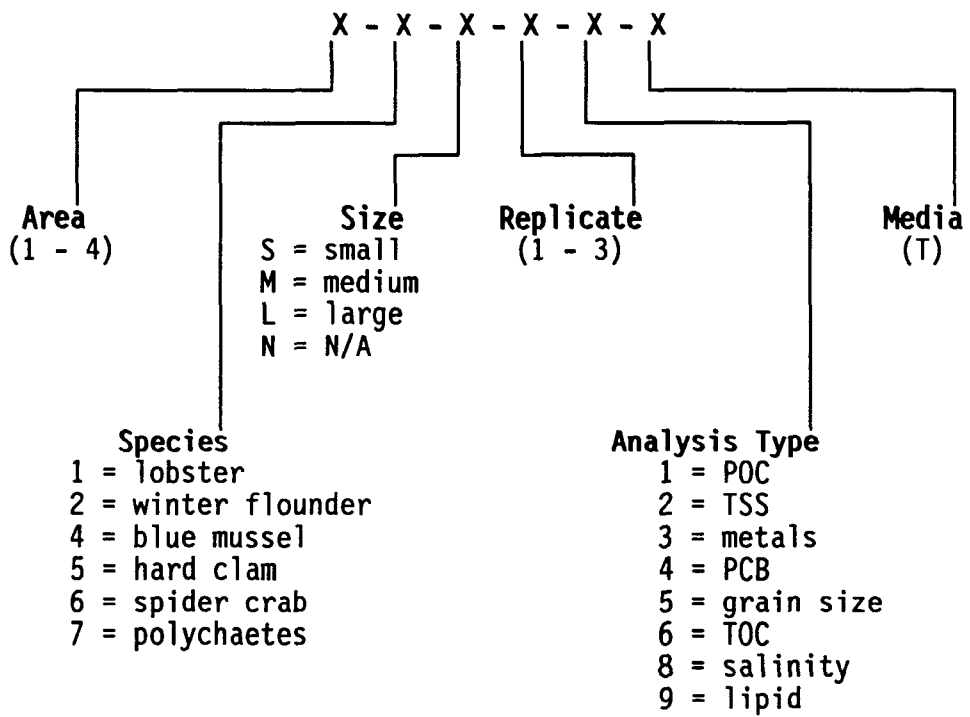 X - X - X - X - X - X
Area
(1 - 4)
Size
S = small
M = medium
L = large
N = N/A
Replicate
(1 - 3)
Media
(T)
Species
1 = lobster
2 = winter flounder
4 = blue mussel
5 = hard clam
6 = spider crab
7 = polychaetes
Analysis Type
1 = POC
2 = TSS
3 = metals
4 = PCB
5 = grain size
6 = TOC
8 = salinity
9 = lipid